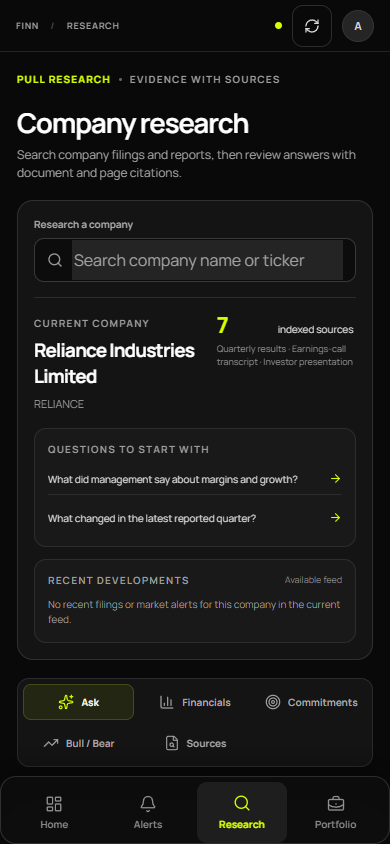 FINN / RESEARCH
A
PULL RESEARCH • EVIDENCE WITH SOURCES
Company research
Search company filings and reports, then review answers with
document and page citations.
Research a company
Search company name or ticker
CURRENT COMPANY
Reliance Industries
Limited
RELIANCE
7 indexed sources
Quarterly results · Earnings-call
transcript · Investor presentation
QUESTIONS TO START WITH
What did management say about margins and growth?
What changed in the latest reported quarter?
RECENT DEVELOPMENTS Available feed
No recent filings or market alerts for this company in the current
feed.
Ask Financials Commitments
Bull / Bear Sources
Home Alerts Research Portfolio